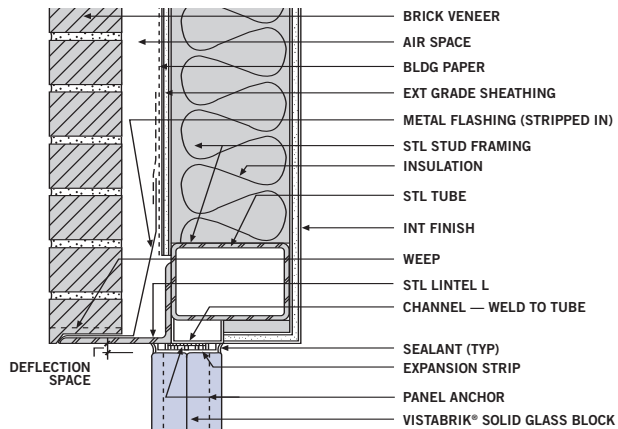 BRICK VENEER
AIR SPACE
BLDG PAPER
EXT GRADE SHEATHING
METAL FLASHING (STRIPPED IN)
STL STUD FRAMING
INSULATION
STL TUBE
INT FINISH
WEEP
STL LINTEL L
CHANNEL — WELD TO TUBE
SEALANT (TYP)
EXPANSION STRIP
PANEL ANCHOR
VISTABRIK® SOLID GLASS BLOCK
DEFLECTION
SPACE